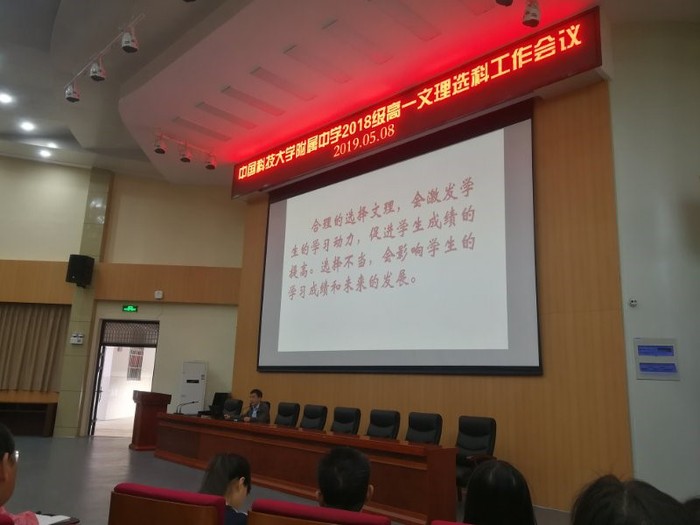 中国科技大学附属中学2018级高一文理选科工作会议
2019.05.08
合理的选择文理，会激发学
生的学习动力，促进学生成绩的
提高。选择不当，会影响学生的
学习成绩和未来的发展。